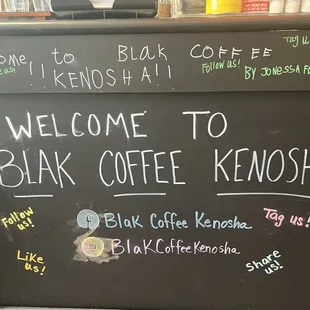 OME to BLAK COFFEE Tag u
us! !! KENOSHA!! Follow us! BY JONESSA FO
WELCOME TO
BLAK COFFEE KENOSH
Follow us!
f Blak Coffee Kenosha
Tag us!
BlaKCoffeeKenosha
Like us!
Share us!